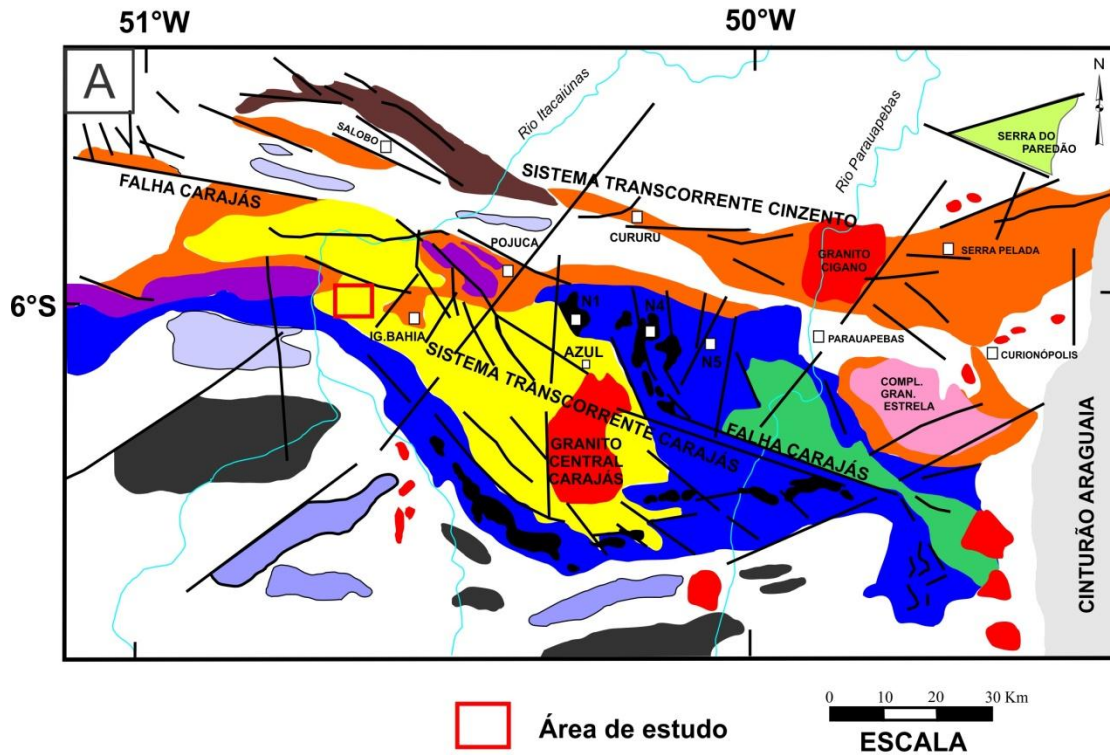 51°W
50°W
A
N
Rio Itacaiúnas
Rio Parauapebas
SALOBO
SERRA DO
PAREDÃO
SISTEMA TRANSCORRENTE CINZENTO
FALHA CARAJÁS
POJUCA
CURURU
GRANITO
CIGANO
SERRA PELADA
6°S
IG.BAHIA
N1
N4
N5
AZUL
PARAUAPEBAS
CURIONÓPOLIS
SISTEMA TRANSCORRENTE CARAJÁS
COMPL.
GRAN.
ESTRELA
FALHA CARAJÁS
GRANITO
CENTRAL
CARAJÁS
CINTURÃO ARAGUAIA
Área de estudo
0 10 20 30 Km
ESCALA